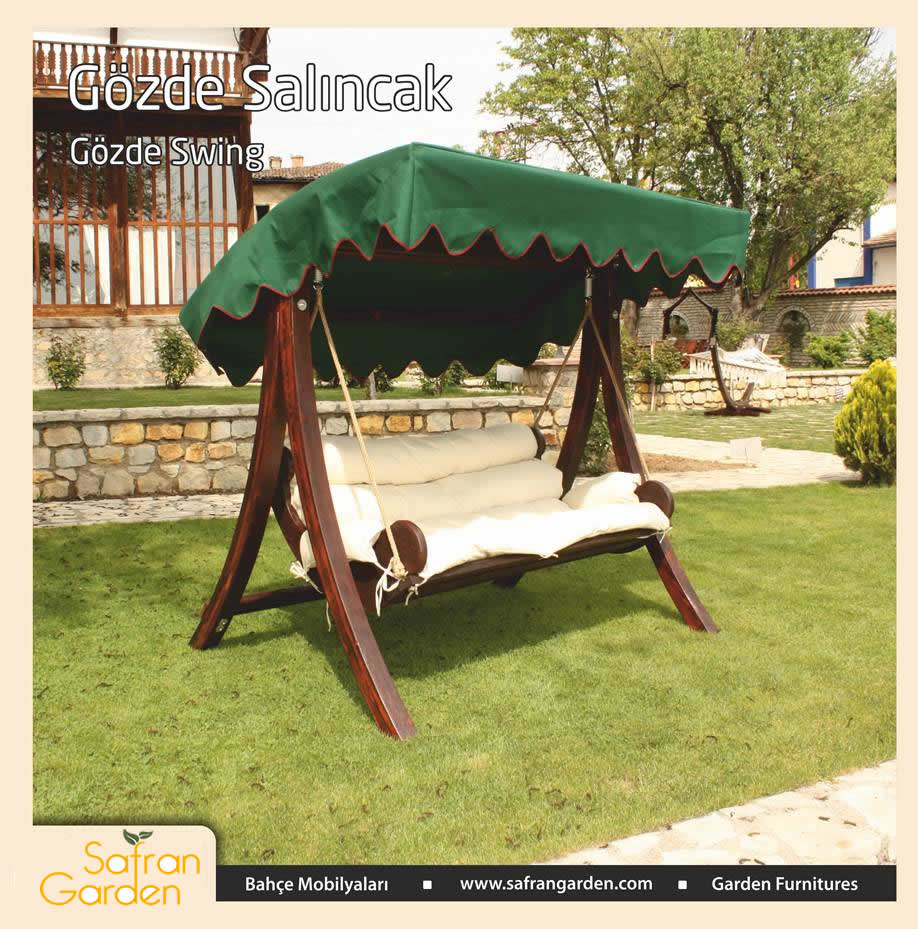 Gözde Salıncak
Gözde Swing
Safran
Garden
Bahçe Mobilyaları ▪ www.safrangarden.com ▪ Garden Furnitures